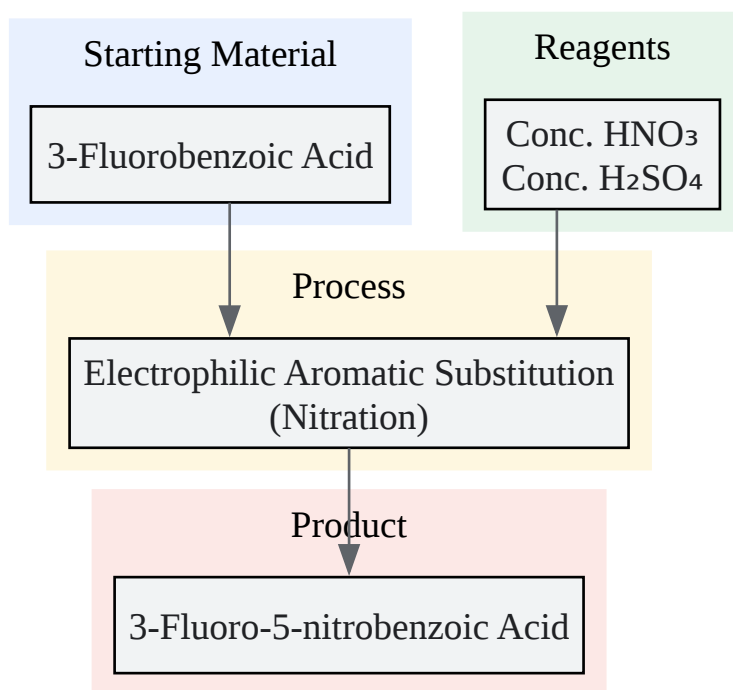 Starting Material
Reagents
3-Fluorobenzoic Acid
Conc. HNO₃
Conc. H₂SO₄
Process
Electrophilic Aromatic Substitution
(Nitration)
Product
3-Fluoro-5-nitrobenzoic Acid